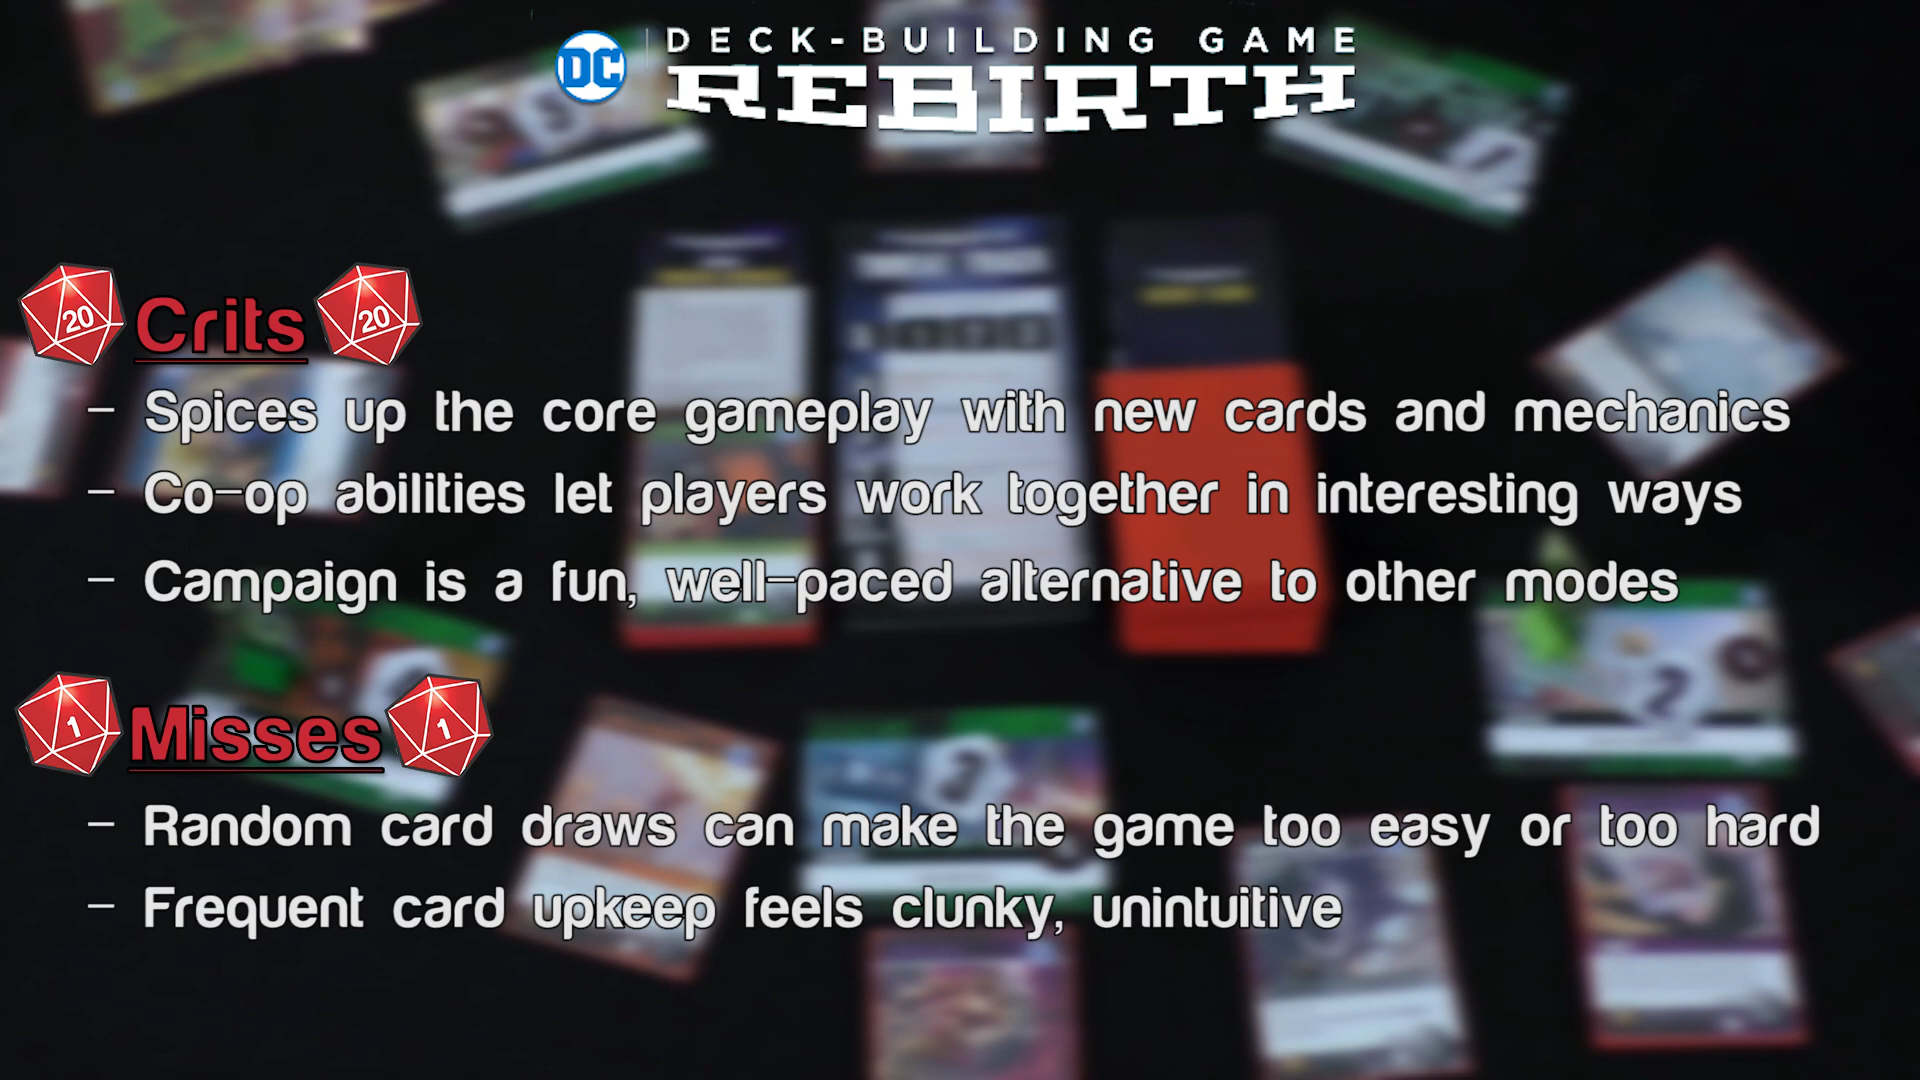 DC
DECK-BUILDING GAME
REBIRTH
20 Crits 20
– Spices up the core gameplay with new cards and mechanics
– Co-op abilities let players work together in interesting ways
– Campaign is a fun, well-paced alternative to other modes
1 Misses 1
– Random card draws can make the game too easy or too hard
– Frequent card upkeep feels clunky, unintuitive
2